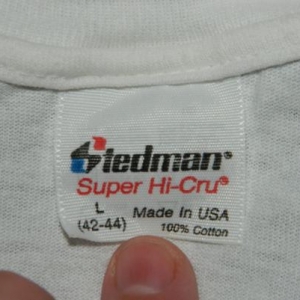 Stedman®
Super Hi-Cru®
L
(42-44) Made In USA
100% Cotton